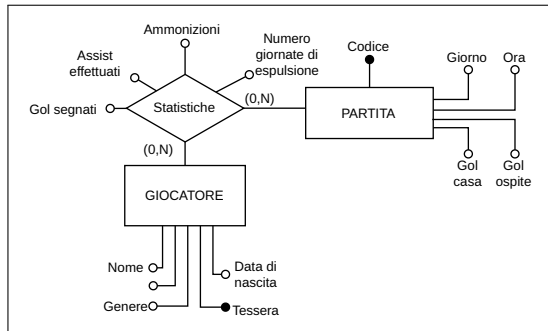 Ammonizioni
Numero
giornate di
espulsione
Assist
effettuati
Codice
Giorno
Ora
Gol segnati
Statistiche
(0,N)
PARTITA
(0,N)
Gol
casa
Gol
ospite
GIOCATORE
Nome
Data di
nascita
Genere
Tessera